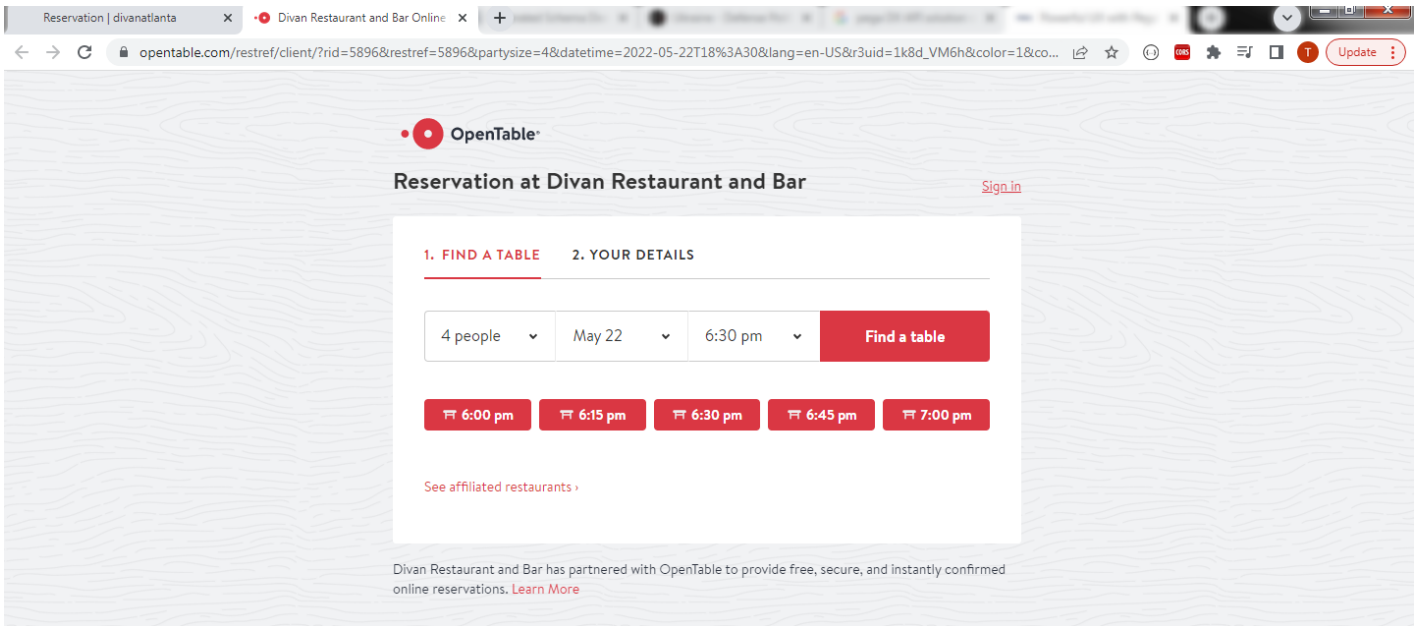 Reservation | divanatlanta
Divan Restaurant and Bar Online
opentable.com/restref/client/?rid=5896&restref=5896&partysize=4&datetime=2022-05-22T18%3A30&lang=en-US&r3uid=1k8d_VM6h&color=1&co...
CORS
T
Update
OpenTable
Reservation at Divan Restaurant and Bar
Sign in
1. FIND A TABLE 2. YOUR DETAILS
4 people May 22 6:30 pm Find a table
6:00 pm 6:15 pm 6:30 pm 6:45 pm 7:00 pm
See affiliated restaurants ›
Divan Restaurant and Bar has partnered with OpenTable to provide free, secure, and instantly confirmed
online reservations. Learn More